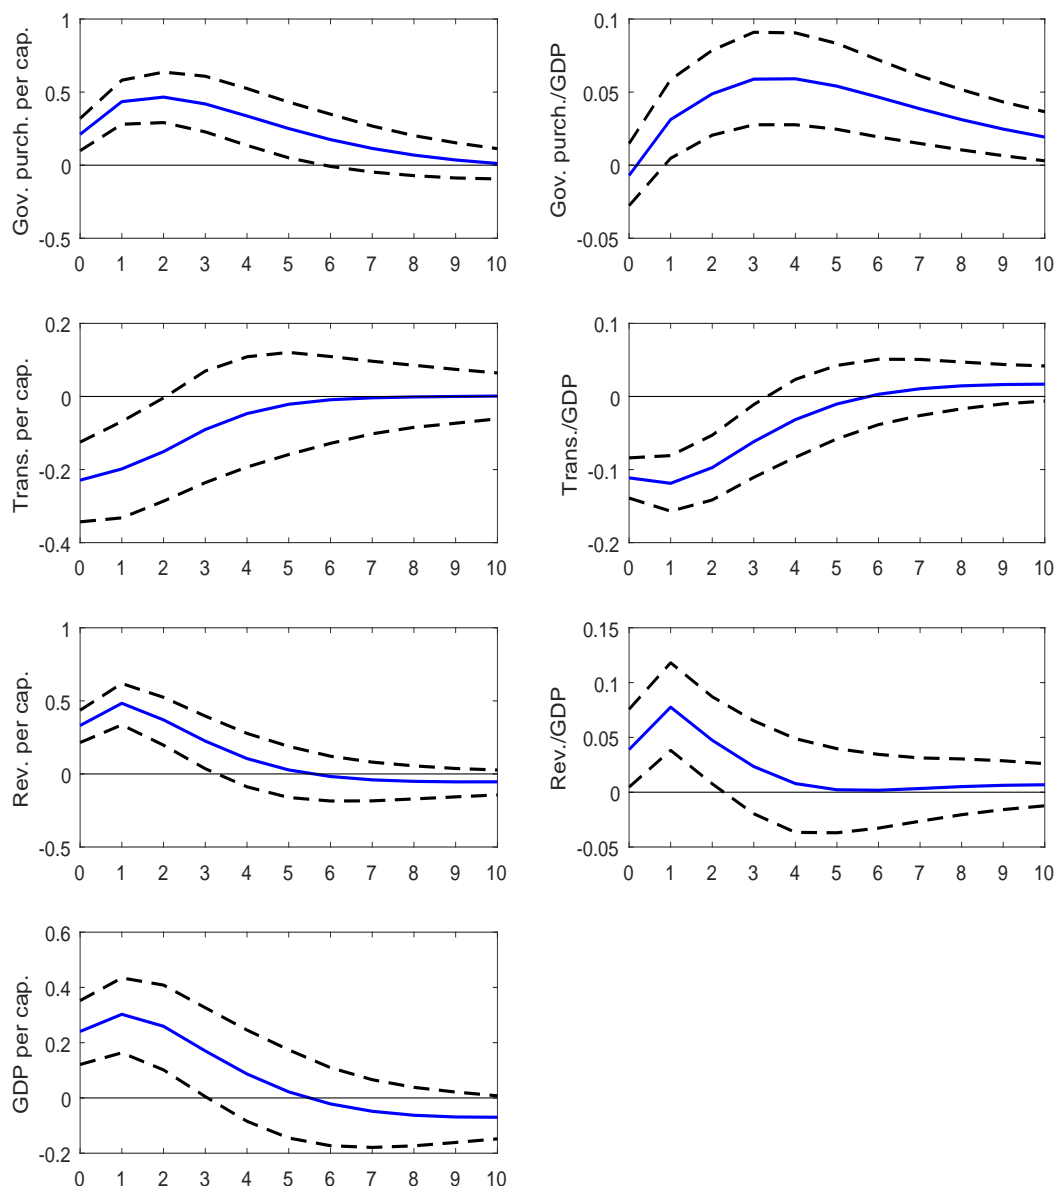 Gov. purch. per cap.
1
0.5
0
-0.5
0 1 2 3 4 5 6 7 8 9 10
Gov. purch./GDP
0.1
0.05
0
-0.05
0 1 2 3 4 5 6 7 8 9 10
Trans. per cap.
0.2
0
-0.2
-0.4
0 1 2 3 4 5 6 7 8 9 10
Trans./GDP
0.1
0
-0.1
-0.2
0 1 2 3 4 5 6 7 8 9 10
Rev. per cap.
1
0.5
0
-0.5
0 1 2 3 4 5 6 7 8 9 10
Rev./GDP
0.15
0.1
0.05
0
-0.05
0 1 2 3 4 5 6 7 8 9 10
GDP per cap.
0.6
0.4
0.2
0
-0.2
0 1 2 3 4 5 6 7 8 9 10